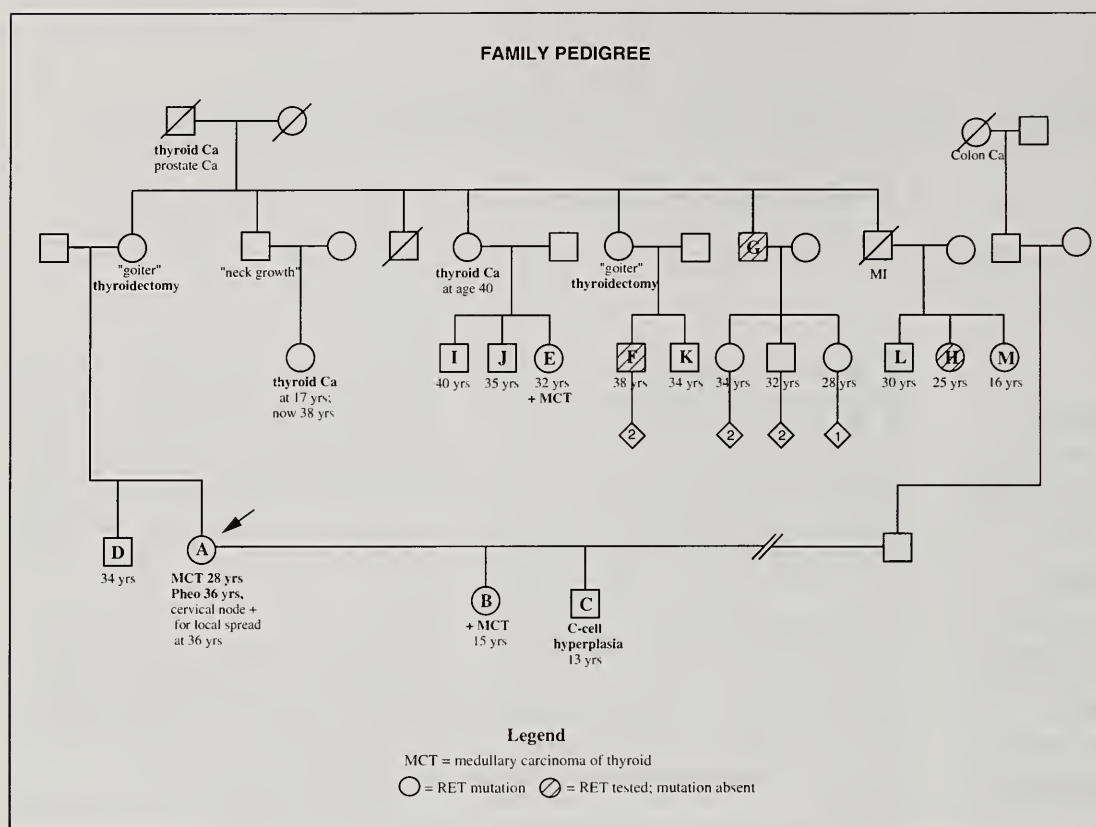 FAMILY PEDIGREE
thyroid Ca
prostate Ca
Colon Ca
"goiter"
thyroidectomy
"neck growth"
thyroid Ca
at age 40
"goiter"
thyroidectomy
G
MI
thyroid Ca
at 17 yrs;
now 38 yrs
I
40 yrs
J
35 yrs
E
32 yrs
+ MCT
F
38 yrs
K
34 yrs
34 yrs
32 yrs
28 yrs
L
30 yrs
H
25 yrs
M
16 yrs
2
2
2
1
D
34 yrs
A
MCT 28 yrs
Pheo 36 yrs,
cervical node +
for local spread
at 36 yrs
B
+ MCT
15 yrs
C
C-cell
hyperplasia
13 yrs
Legend
MCT = medullary carcinoma of thyroid
= RET mutation = RET tested; mutation absent